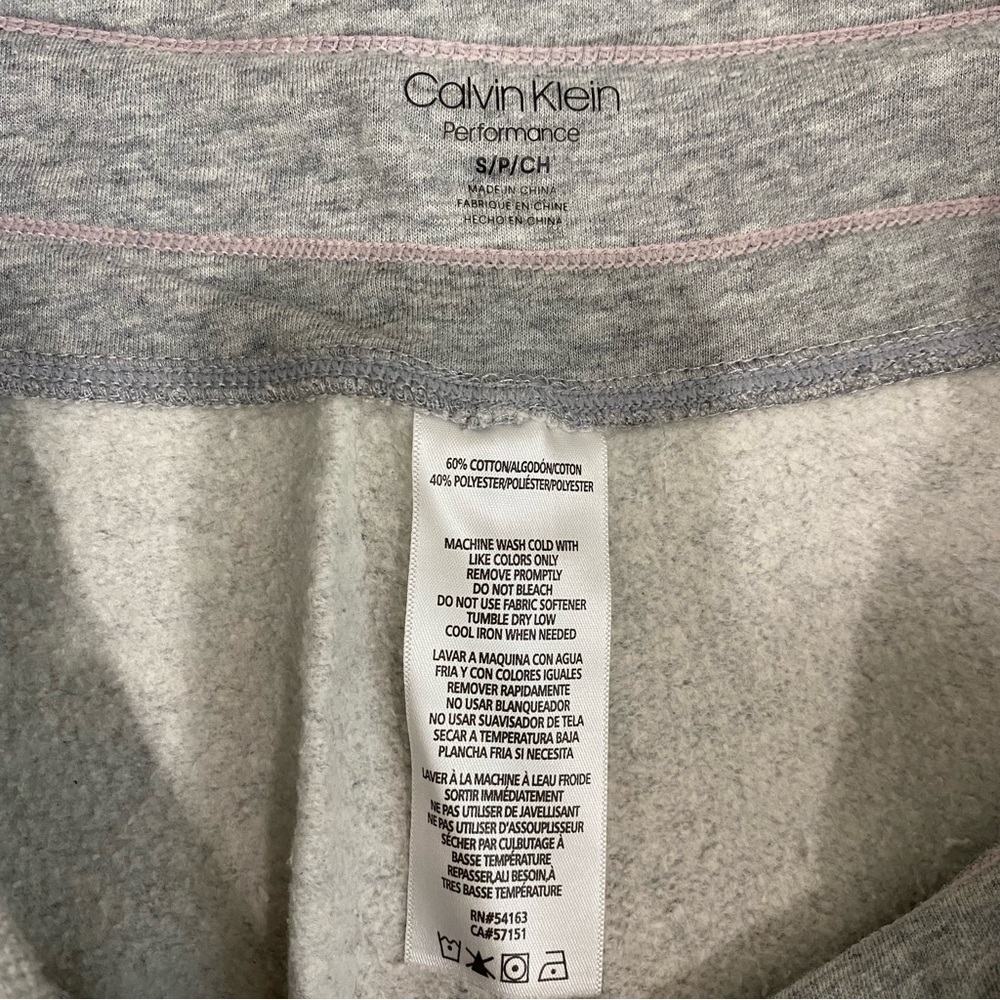 Calvin Klein
Performance
S/P/CH
MADE IN CHINA
FABRIQUE EN CHINE
HECHO EN CHINA
60% COTTON/ALGODÓN/COTON
40% POLYESTER/POLIÉSTER/POLYESTER
MACHINE WASH COLD WITH
LIKE COLORS ONLY
REMOVE PROMPTLY
DO NOT BLEACH
DO NOT USE FABRIC SOFTENER
TUMBLE DRY LOW
COOL IRON WHEN NEEDED
LAVAR A MAQUINA CON AGUA
FRIA Y CON COLORES IGUALES
REMOVER RAPIDAMENTE
NO USAR BLANQUEADOR
NO USAR SUAVISADOR DE TELA
SECAR A TEMPERATURA BAJA
PLANCHA FRIA SI NECESITA
LAVER À LA MACHINE À LEAU FROIDE
SORTIR IMMÉDIATEMENT
NE PAS UTILISER DE JAVELLISANT
NE PAS UTILISER D'ASSOUPLISSEUR
SÉCHER PAR CULBUTAGE À
BASSE TEMPÉRATURE
REPASSER,AU BESOIN,À
TRES BASSE TEMPÉRATURE
RN#54163
CA#57151